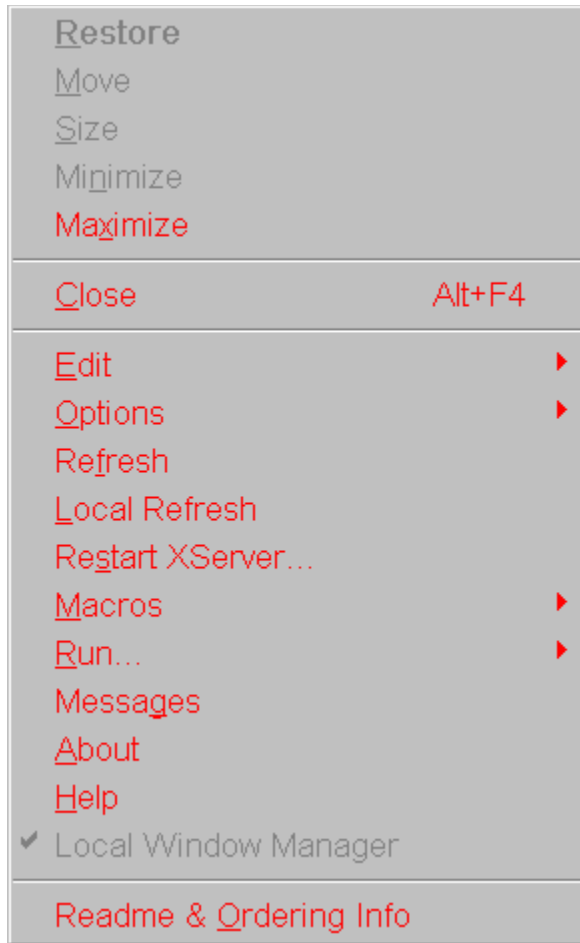 Restore
Move
Size
Minimize
Maximize
Close Alt+F4
Edit
Options
Refresh
Local Refresh
Restart XServer...
Macros
Run...
Messages
About
Help
Local Window Manager
Readme & Ordering Info